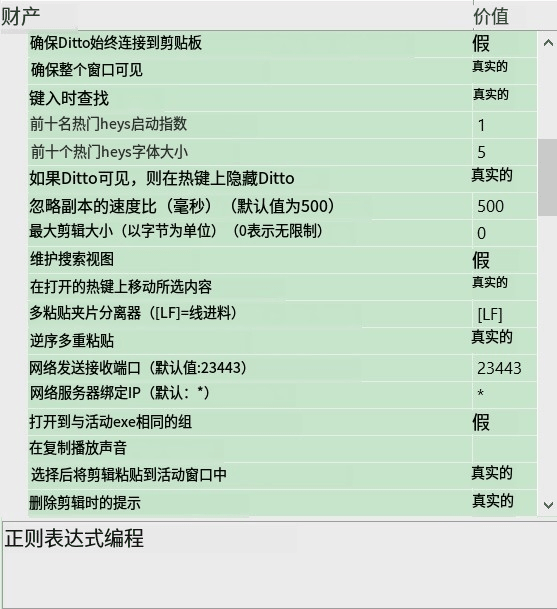 财产 价值
确保Ditto始终连接到剪贴板 假
确保整个窗口可见 真实的
键入时查找 真实的
前十名热门heys启动指数 1
前十个热门heys字体大小 5
如果Ditto可见，则在热键上隐藏Ditto 真实的
忽略副本的速度比（毫秒）（默认值为500） 500
最大剪辑大小（以字节为单位）（0表示无限制） 0
维护搜索视图 假
在打开的热键上移动所选内容 真实的
多粘贴夹片分离器（[LF]=线进料） [LF]
逆序多重粘贴 真实的
网络发送接收端口（默认值:23443） 23443
网络服务器绑定IP（默认：*） *
打开到与活动exe相同的组 假
在复制播放声音
选择后将剪辑粘贴到活动窗口中 真实的
删除剪辑时的提示 真实的
正则表达式编程